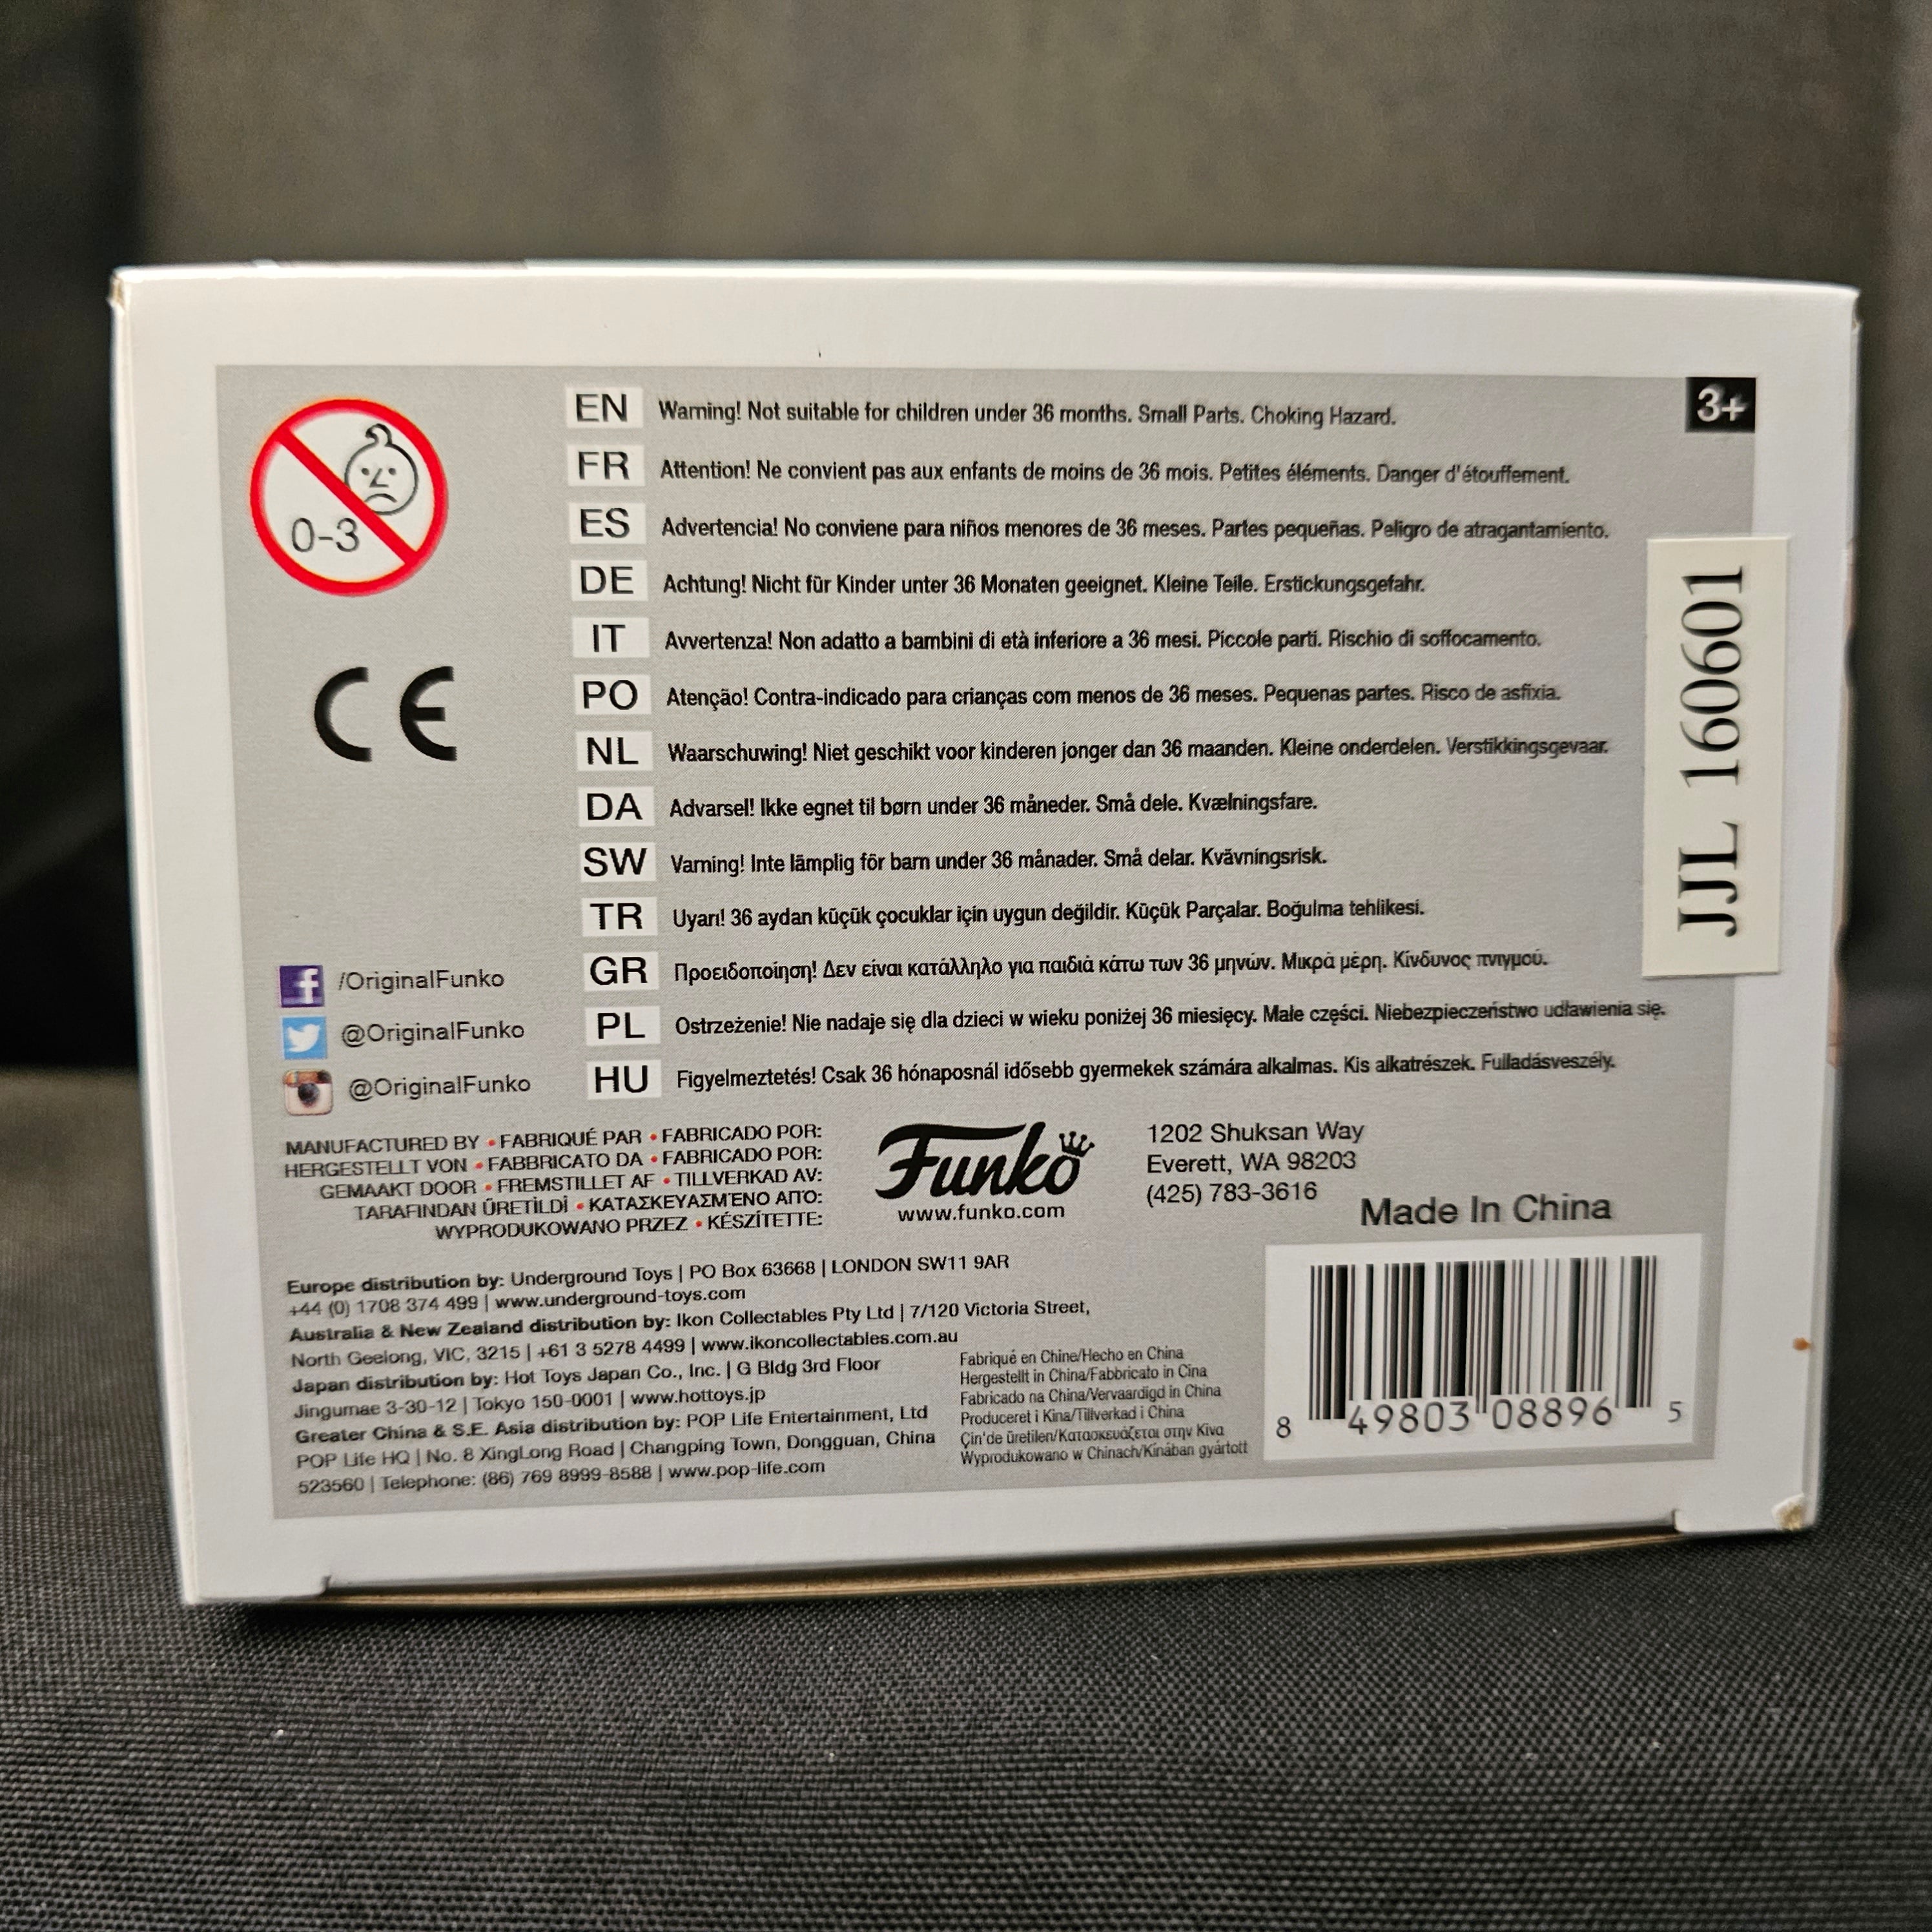 0-3
EN Warning! Not suitable for children under 36 months. Small Parts. Choking Hazard.
3+
FR Attention! Ne convient pas aux enfants de moins de 36 mois. Petites éléments. Danger d'étouffement.
ES Advertencia! No conviene para niños menores de 36 meses. Partes pequeñas. Peligro de atragantamiento.
DE Achtung! Nicht für Kinder unter 36 Monaten geeignet. Kleine Teile. Erstickungsgefahr.
IT Avvertenza! Non adatto a bambini di età inferiore a 36 mesi. Piccole parti. Rischio di soffocamento.
PO Atenção! Contra-indicado para crianças com menos de 36 meses. Pequenas partes. Risco de asfixia.
NL Waarschuwing! Niet geschikt voor kinderen jonger dan 36 maanden. Kleine onderdelen. Verstikkingsgevaar.
DA Advarsel! Ikke egnet til børn under 36 måneder. Små dele. Kvælningsfare.
SW Varning! Inte lämplig för barn under 36 månader. Små delar. Kvävningsrisk.
TR Uyarı! 36 aydan küçük çocuklar için uygun değildir. Küçük Parçalar. Boğulma tehlikesi.
GR Προειδοποίηση! Δεν είναι κατάλληλο για παιδιά κάτω των 36 μηνών. Μικρά μέρη. Κίνδυνος πνιγμού.
PL Ostrzeżenie! Nie nadaje się dla dzieci w wieku poniżej 36 miesięcy. Małe części. Niebezpieczeństwo udławienia się.
HU Figyelmeztetés! Csak 36 hónaposnál idősebb gyermekek számára alkalmas. Kis alkatrészek. Fulladásveszély.
JJL 160601
CE
/OriginalFunko
@OriginalFunko
@OriginalFunko
MANUFACTURED BY • FABRIQUÉ PAR • FABRICADO POR:
HERGESTELLT VON • FABBRICATO DA • FABRICADO POR:
GEMAAKT DOOR • FREMSTILLET AF • TILLVERKAD AV:
TARAFINDAN ÜRETİLDİ • ΚΑΤΑΣΚΕΥΑΣΜΈΝΟ ΑΠΌ:
WYPRODUKOWANO PRZEZ • KÉSZÍTETTE:
Funko
www.funko.com
1202 Shuksan Way
Everett, WA 98203
(425) 783-3616
Made In China
Europe distribution by: Underground Toys | PO Box 63668 | LONDON SW11 9AR
+44 (0) 1708 374 499 | www.underground-toys.com
Australia & New Zealand distribution by: Ikon Collectables Pty Ltd | 7/120 Victoria Street,
North Geelong, VIC, 3215 | +61 3 5278 4499 | www.ikoncollectables.com.au
Japan distribution by: Hot Toys Japan Co., Inc. | G Bldg 3rd Floor
Jingumae 3-30-12 | Tokyo 150-0001 | www.hottoys.jp
Greater China & S.E. Asia distribution by: POP Life Entertainment, Ltd
POP Life HQ | No. 8 XingLong Road | Changping Town, Dongguan, China
523560 | Telephone: (86) 769 8999-8588 | www.pop-life.com
Fabriqué en Chine/Hecho en China
Hergestellt in China/Fabbricato in Cina
Fabricado na China/Vervaardigd in China
Produceret i Kina/Tillverkad i China
Çin'de üretilen/Κατασκευάζεται στην Κίνα
Wyprodukowano w Chinach/Kínában gyártott
8 49803 08896 5